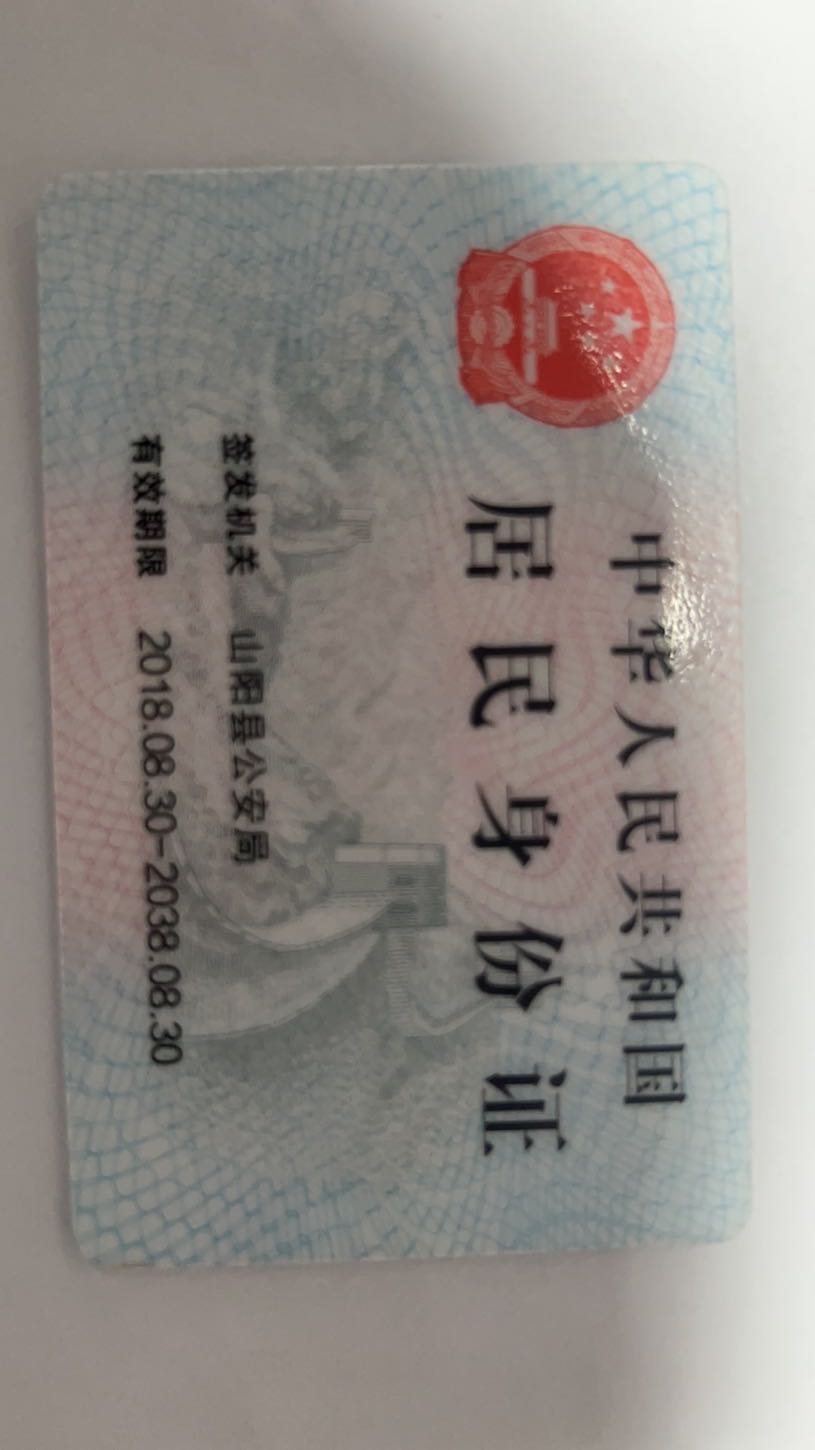 中华人民共和国
居民身份证
签发机关 山阳县公安局
有效期限 2018.08.30-2038.08.30